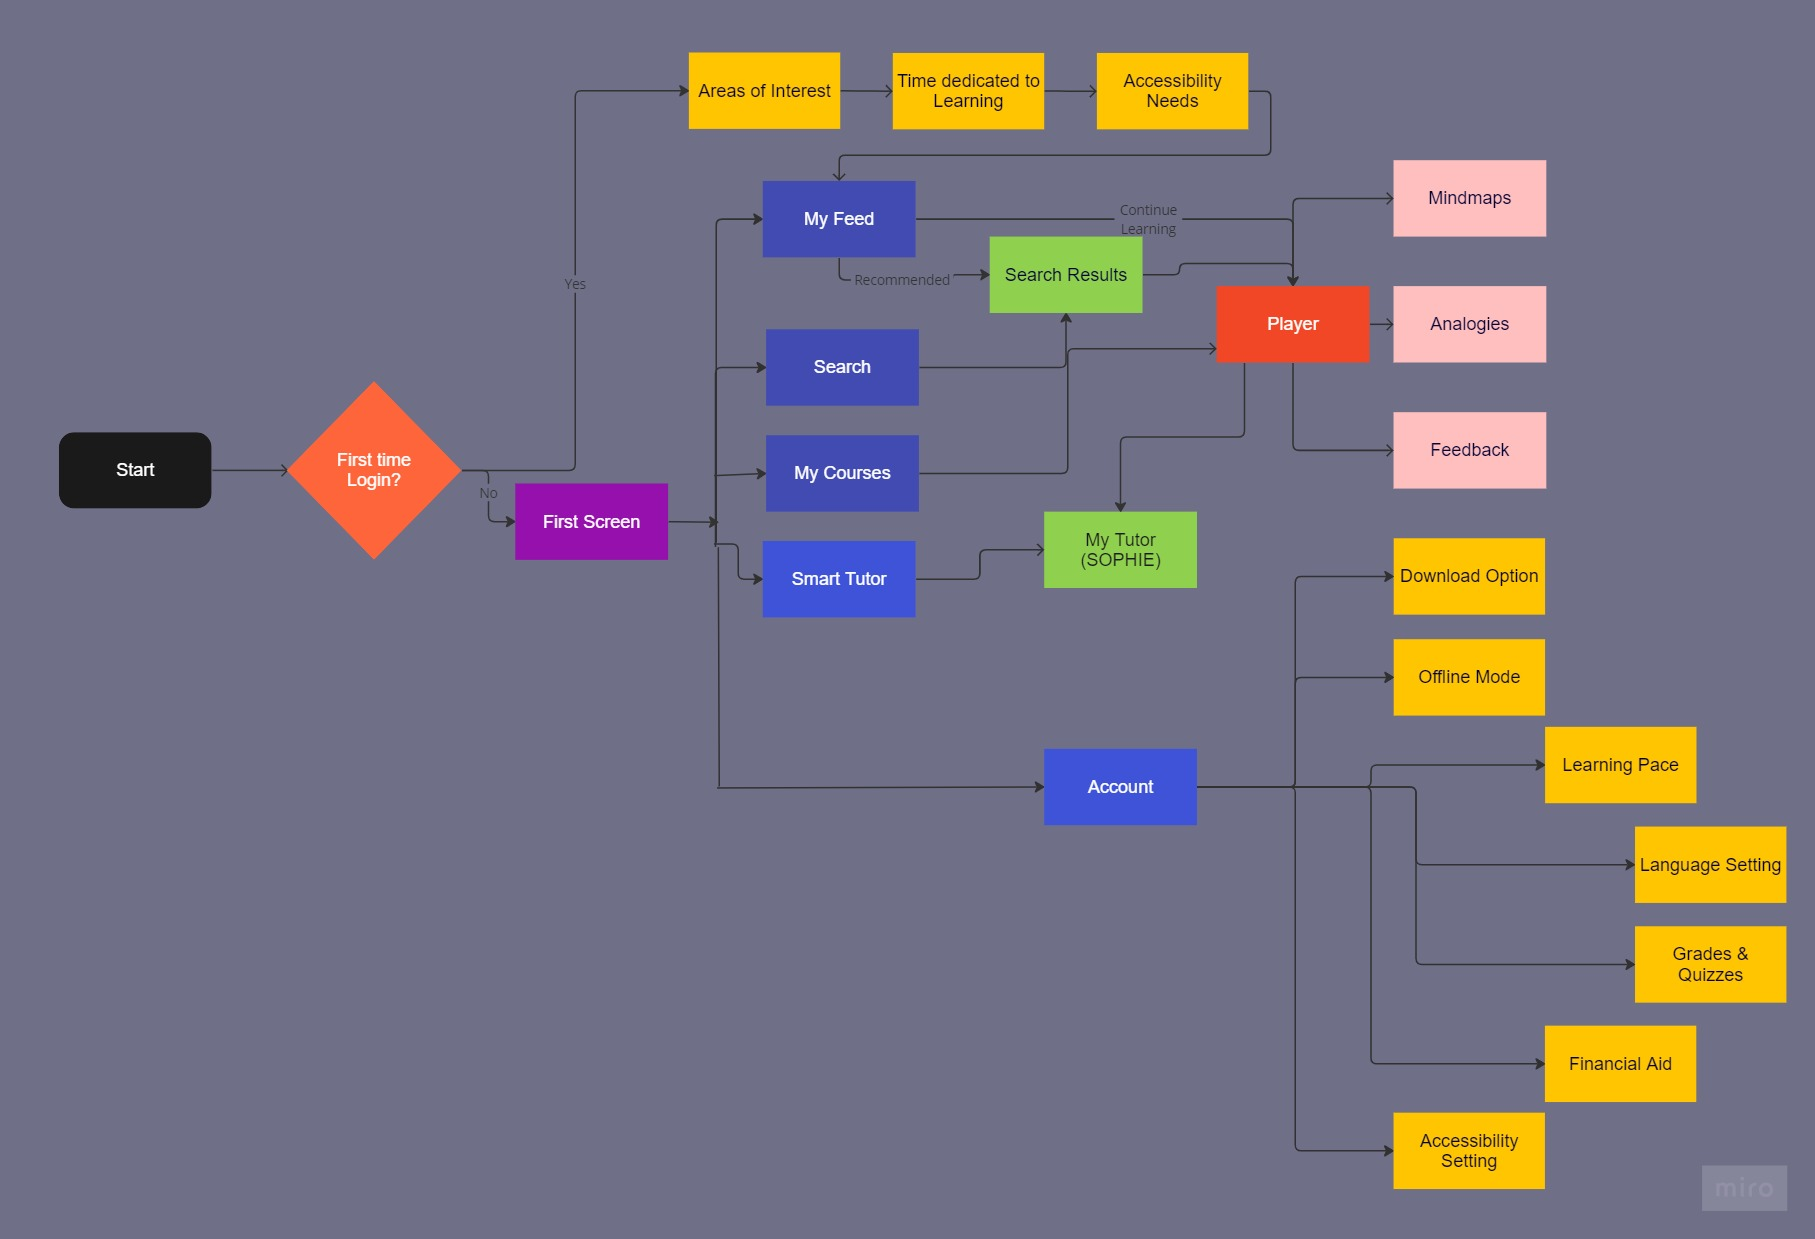 Areas of Interest
Time dedicated to
Learning
Accessibility
Needs
My Feed
Continue
Learning
Mindmaps
Recommended
Search Results
Yes
Player
Analogies
Search
Start
First time
Login?
No
First Screen
My Courses
Feedback
Smart Tutor
My Tutor
(SOPHIE)
Download Option
Offline Mode
Account
Learning Pace
Language Setting
Grades &
Quizzes
Financial Aid
Accessibility
Setting
miro